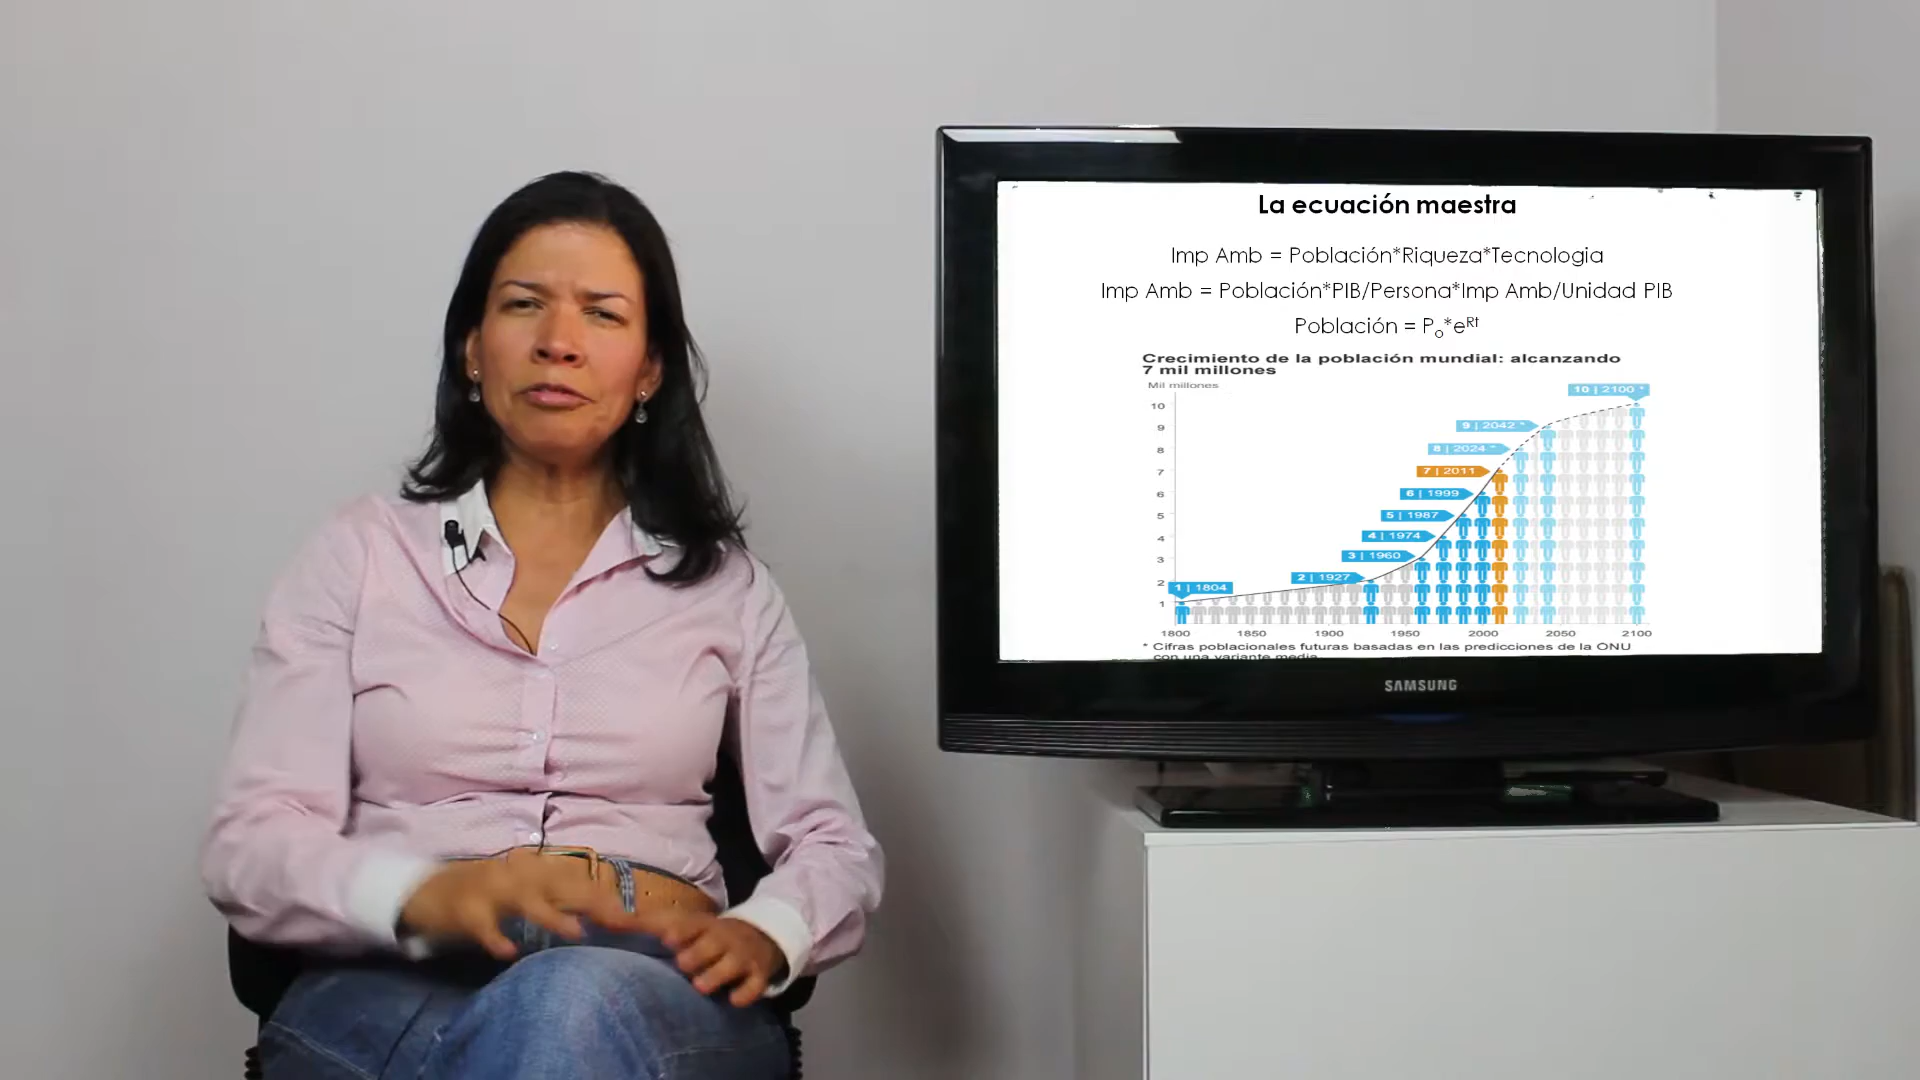 La ecuación maestra
Imp Amb = Población*Riqueza*Tecnologia
Imp Amb = Población*PIB/Persona*Imp Amb/Unidad PIB
Población = Po*eRt
Crecimiento de la población mundial: alcanzando
7 mil millones
Mil millones
10 | 2100 *
9 | 2042 *
8 | 2024 *
7 | 2011
6 | 1999
5 | 1987
4 | 1974
3 | 1960
2 | 1927
1 | 1804
10
9
8
7
6
5
4
3
2
1
1800 1850 1900 1950 2000 2050 2100
* Cifras poblacionales futuras basadas en las predicciones de la ONU
con una variante media
SAMSUNG